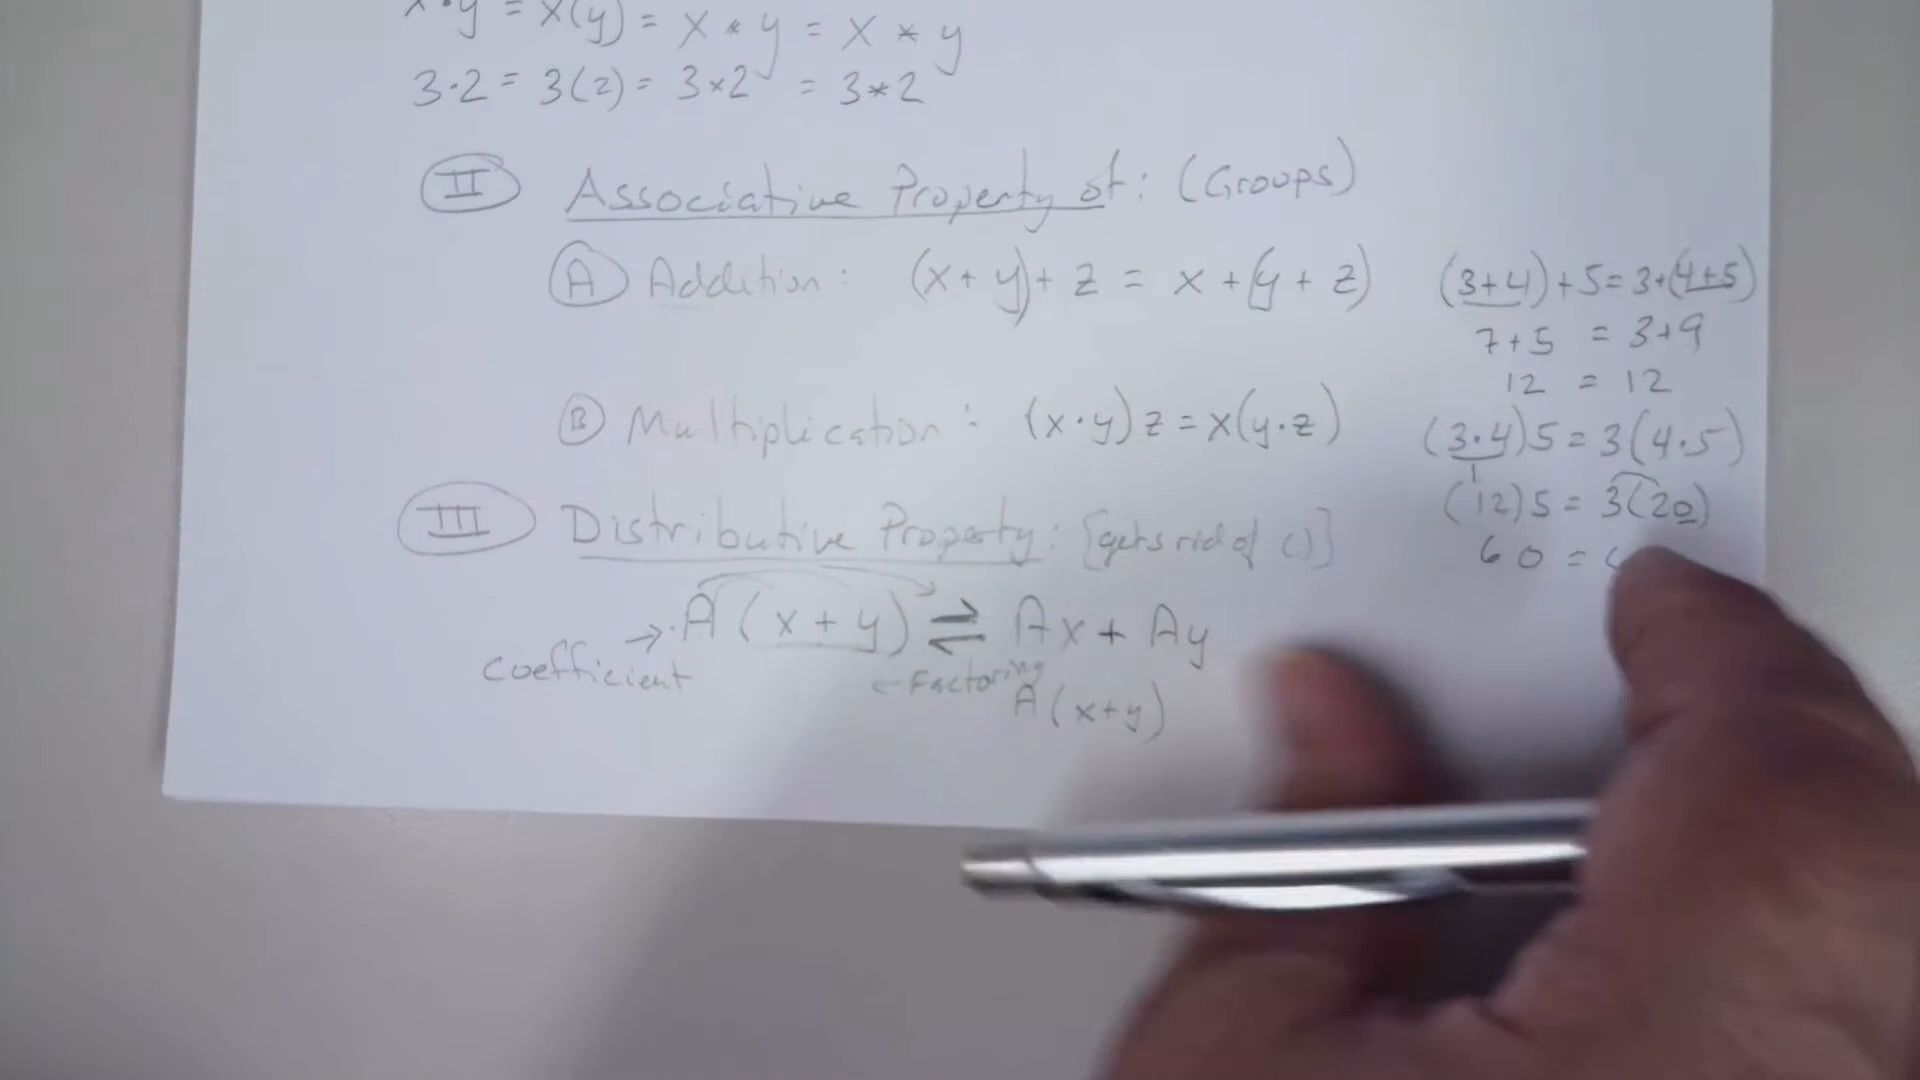 x·y = x(y) = x * y = x * y
3·2 = 3(2) = 3×2 = 3*2
II Associative Property of: (Groups)
A Addition: (x + y) + z = x + (y + z)
(3+4)+5=3+(4+5)
7+5 = 3+9
12 = 12
B Multiplication: (x·y)z = x(y·z)
(3·4)5=3(4·5)
(12)5=3(20)
60 =
III Distributive Property: [gets rid of ()]
→·A(x + y) ⇌ Ax + Ay
coefficient
← Factoring
A(x+y)